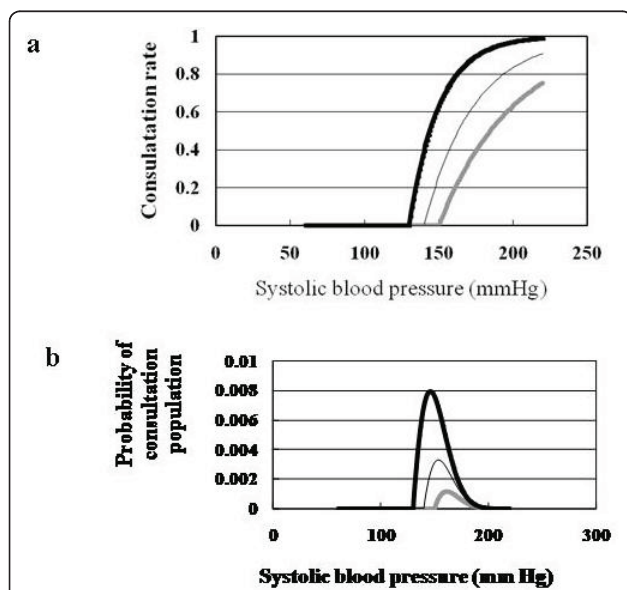 a
Consulatation rate
1
0.8
0.6
0.4
0.2
0
0 50 100 150 200 250
Systolic blood pressure (mmHg)
b
Probability of
consultation
population
0.01
0.008
0.006
0.004
0.002
0
0 100 200 300
Systolic blood pressure (mm Hg)